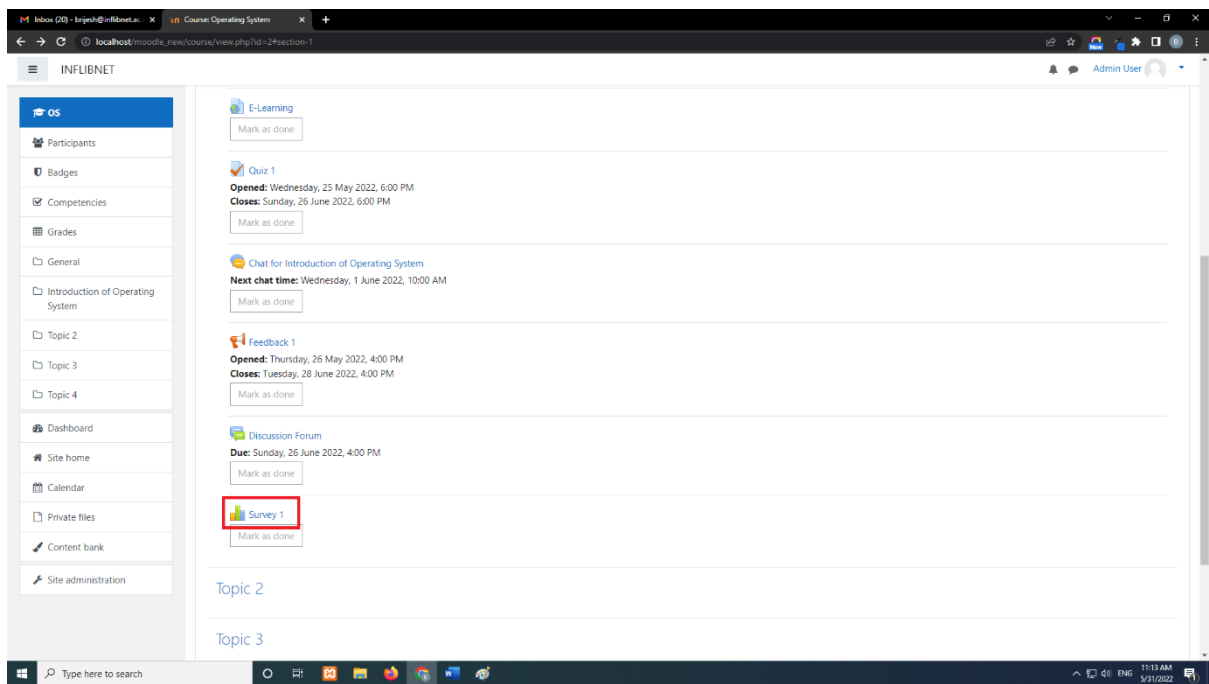 Inbox (20) - brijesh@inflibnet.ac.
Course: Operating System
localhost/moodle_new/course/view.php?id=2#section-1
New
B
INFLIBNET
Admin User
OS
Participants
Badges
Competencies
Grades
General
Introduction of Operating
System
Topic 2
Topic 3
Topic 4
Dashboard
Site home
Calendar
Private files
Content bank
Site administration
E-Learning
Mark as done
Quiz 1
Opened: Wednesday, 25 May 2022, 6:00 PM
Closes: Sunday, 26 June 2022, 6:00 PM
Mark as done
Chat for Introduction of Operating System
Next chat time: Wednesday, 1 June 2022, 10:00 AM
Mark as done
Feedback 1
Opened: Thursday, 26 May 2022, 4:00 PM
Closes: Tuesday, 28 June 2022, 4:00 PM
Mark as done
Discussion Forum
Due: Sunday, 26 June 2022, 4:00 PM
Mark as done
Survey 1
Mark as done
Topic 2
Topic 3
Type here to search
ENG
11:13 AM
5/31/2022